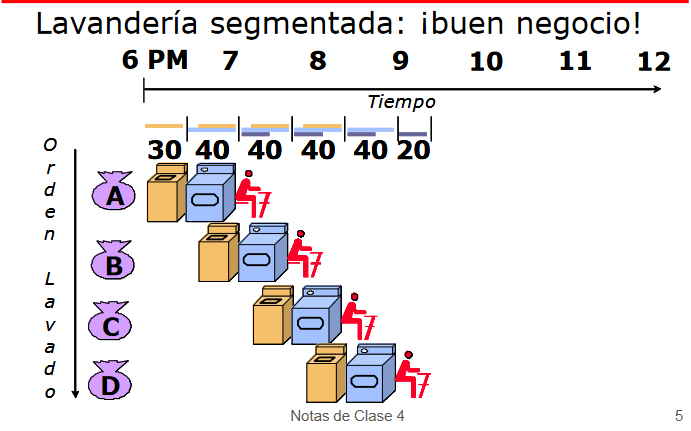 Lavandería segmentada: ¡buen negocio!
6 PM 7 8 9 10 11 12
Tiempo
30 40 40 40 40 20
Orden Lavado
A
B
C
D
Notas de Clase 4
5